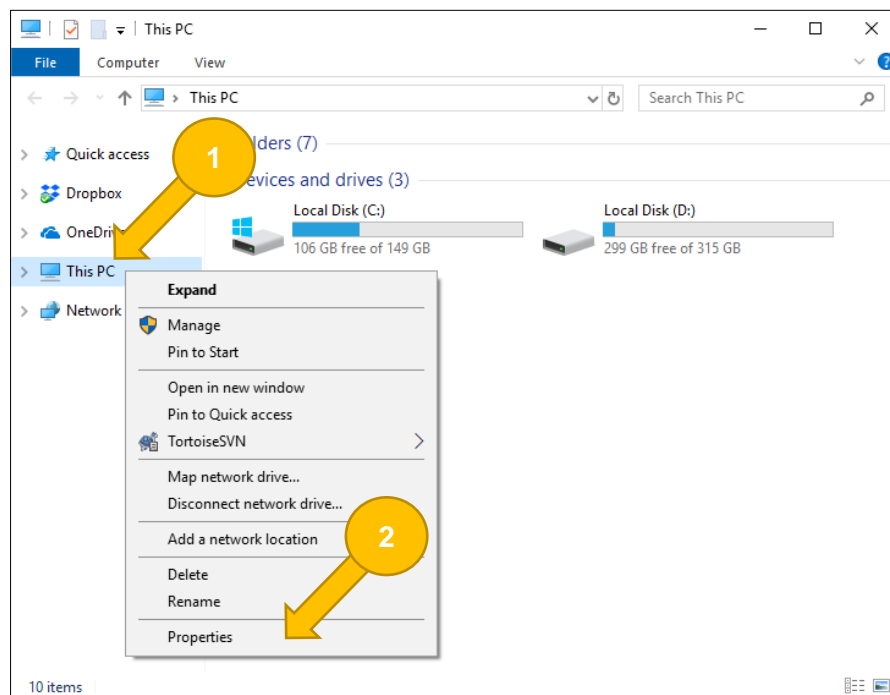 This PC
File Computer View
This PC
Search This PC
Quick access
Dropbox
OneDriv
This PC
Network
lders (7)
evices and drives (3)
Local Disk (C:)
106 GB free of 149 GB
Local Disk (D:)
299 GB free of 315 GB
1
Expand
Manage
Pin to Start
Open in new window
Pin to Quick access
TortoiseSVN
Map network drive...
Disconnect network drive...
Add a network location
2
Delete
Rename
Properties
10 items